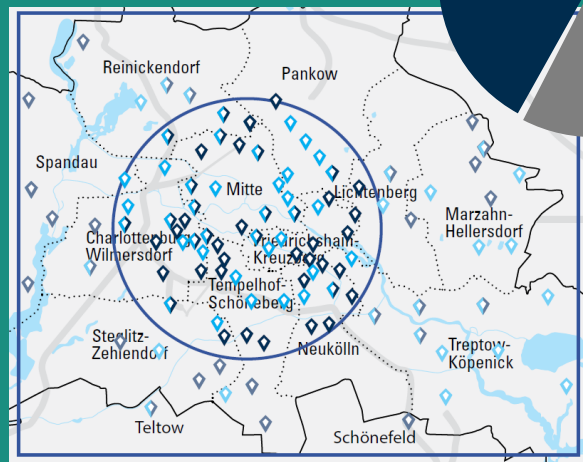 Reinickendorf
Pankow
Spandau
Mitte
Lichtenberg
Marzahn-
Hellersdorf
Charlottenburg-
Wilmersdorf
Friedrichshain-
Kreuzberg
Tempelhof-
Schöneberg
Steglitz-
Zehlendorf
Neukölln
Treptow-
Köpenick
Teltow
Schönefeld